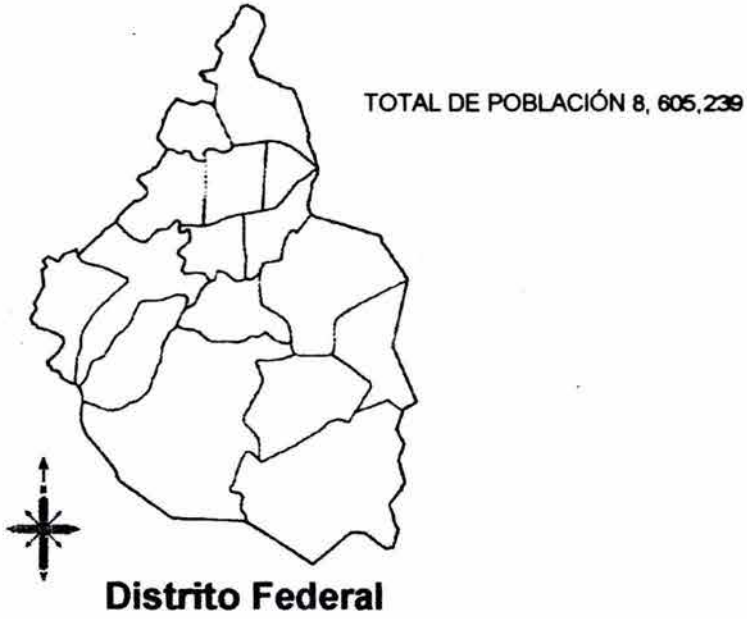 TOTAL DE POBLACIÓN 8, 605,239
Distrito Federal